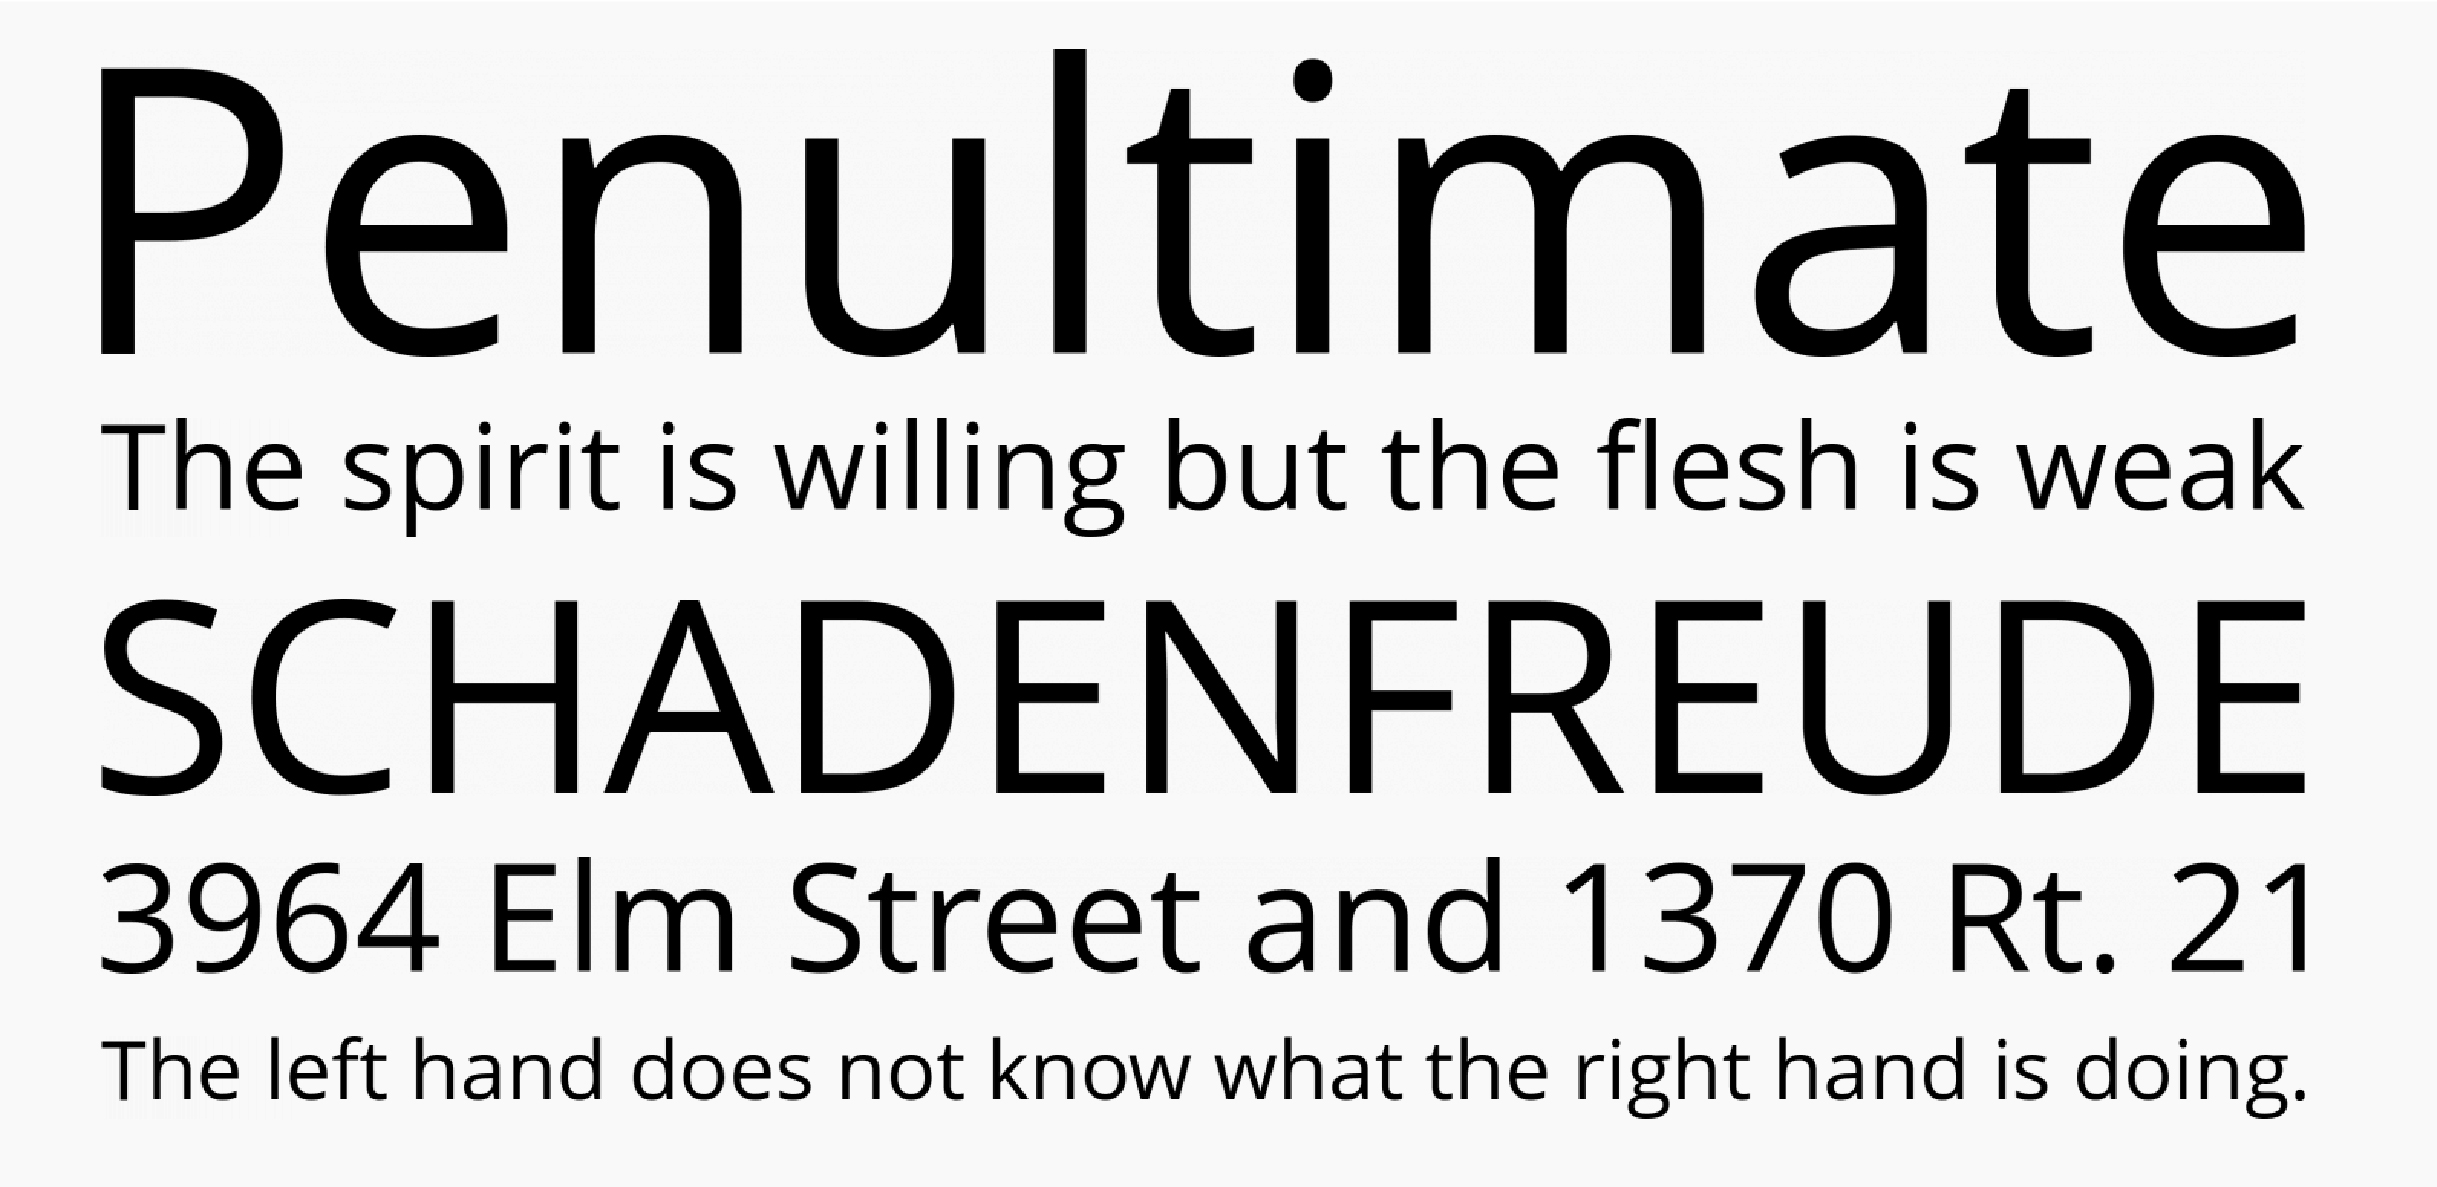 Penultimate
The spirit is willing but the flesh is weak
SCHADENFREUDE
3964 Elm Street and 1370 Rt. 21
The left hand does not know what the right hand is doing.